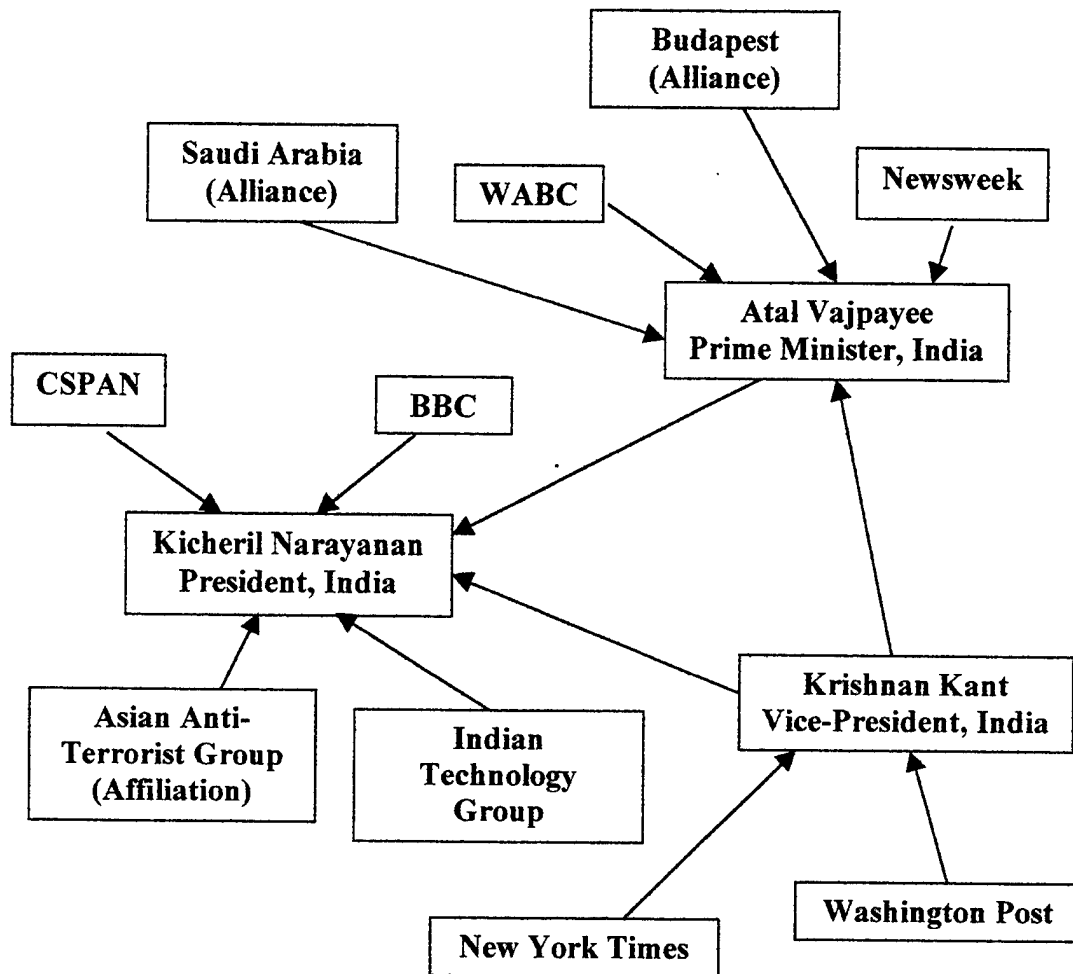 Budapest
(Alliance)
Saudi Arabia
(Alliance)
WABC
Newsweek
Atal Vajpayee
Prime Minister, India
CSPAN
BBC
Kicheril Narayanan
President, India
Krishnan Kant
Vice-President, India
Asian Anti-
Terrorist Group
(Affiliation)
Indian
Technology
Group
Washington Post
New York Times